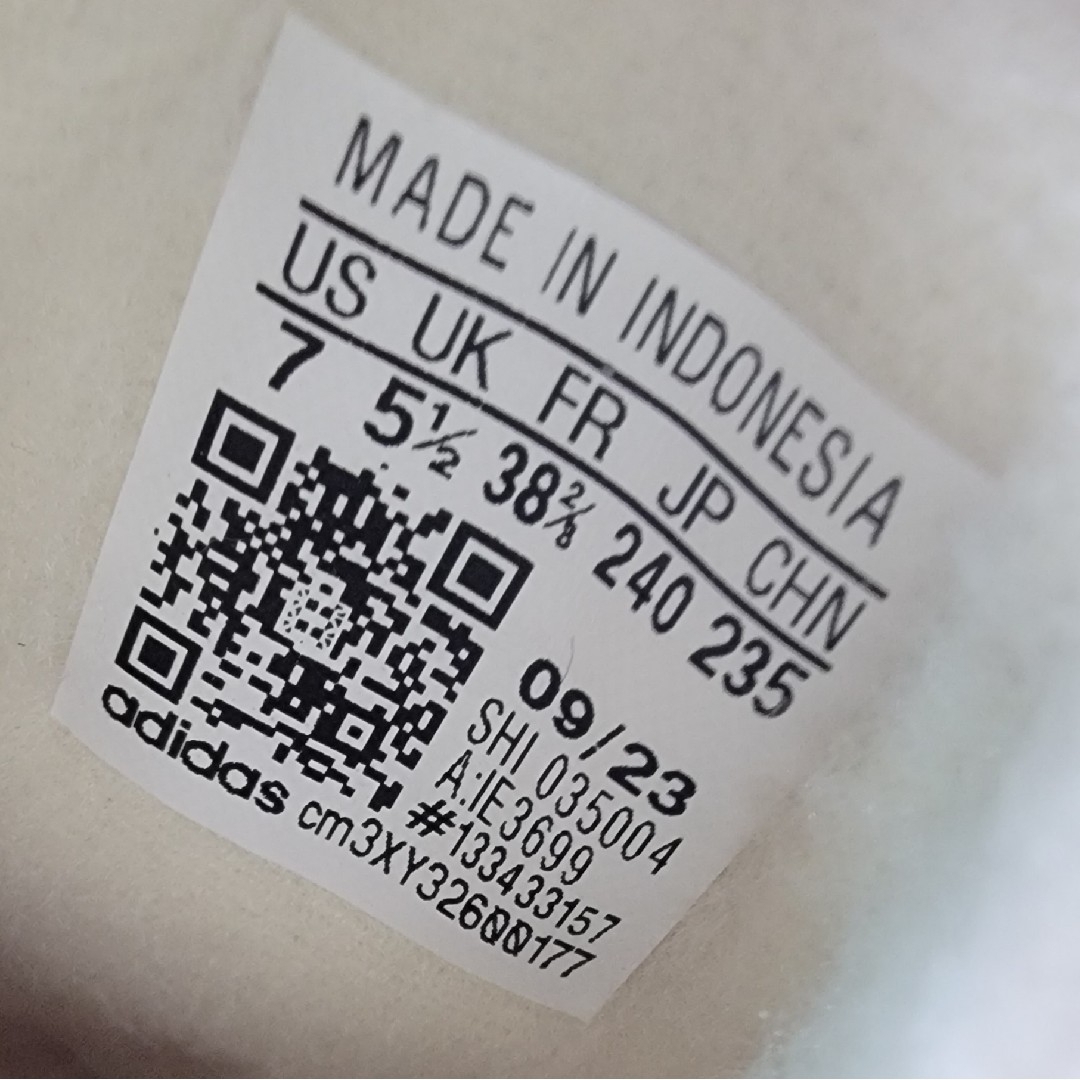 MADE IN INDONESIA
US UK FR JP CHN
7 5½ 38⅔ 240 235
09/23
SHI 035004
A:IE3699
#133433157
adidas cm3XY32600177